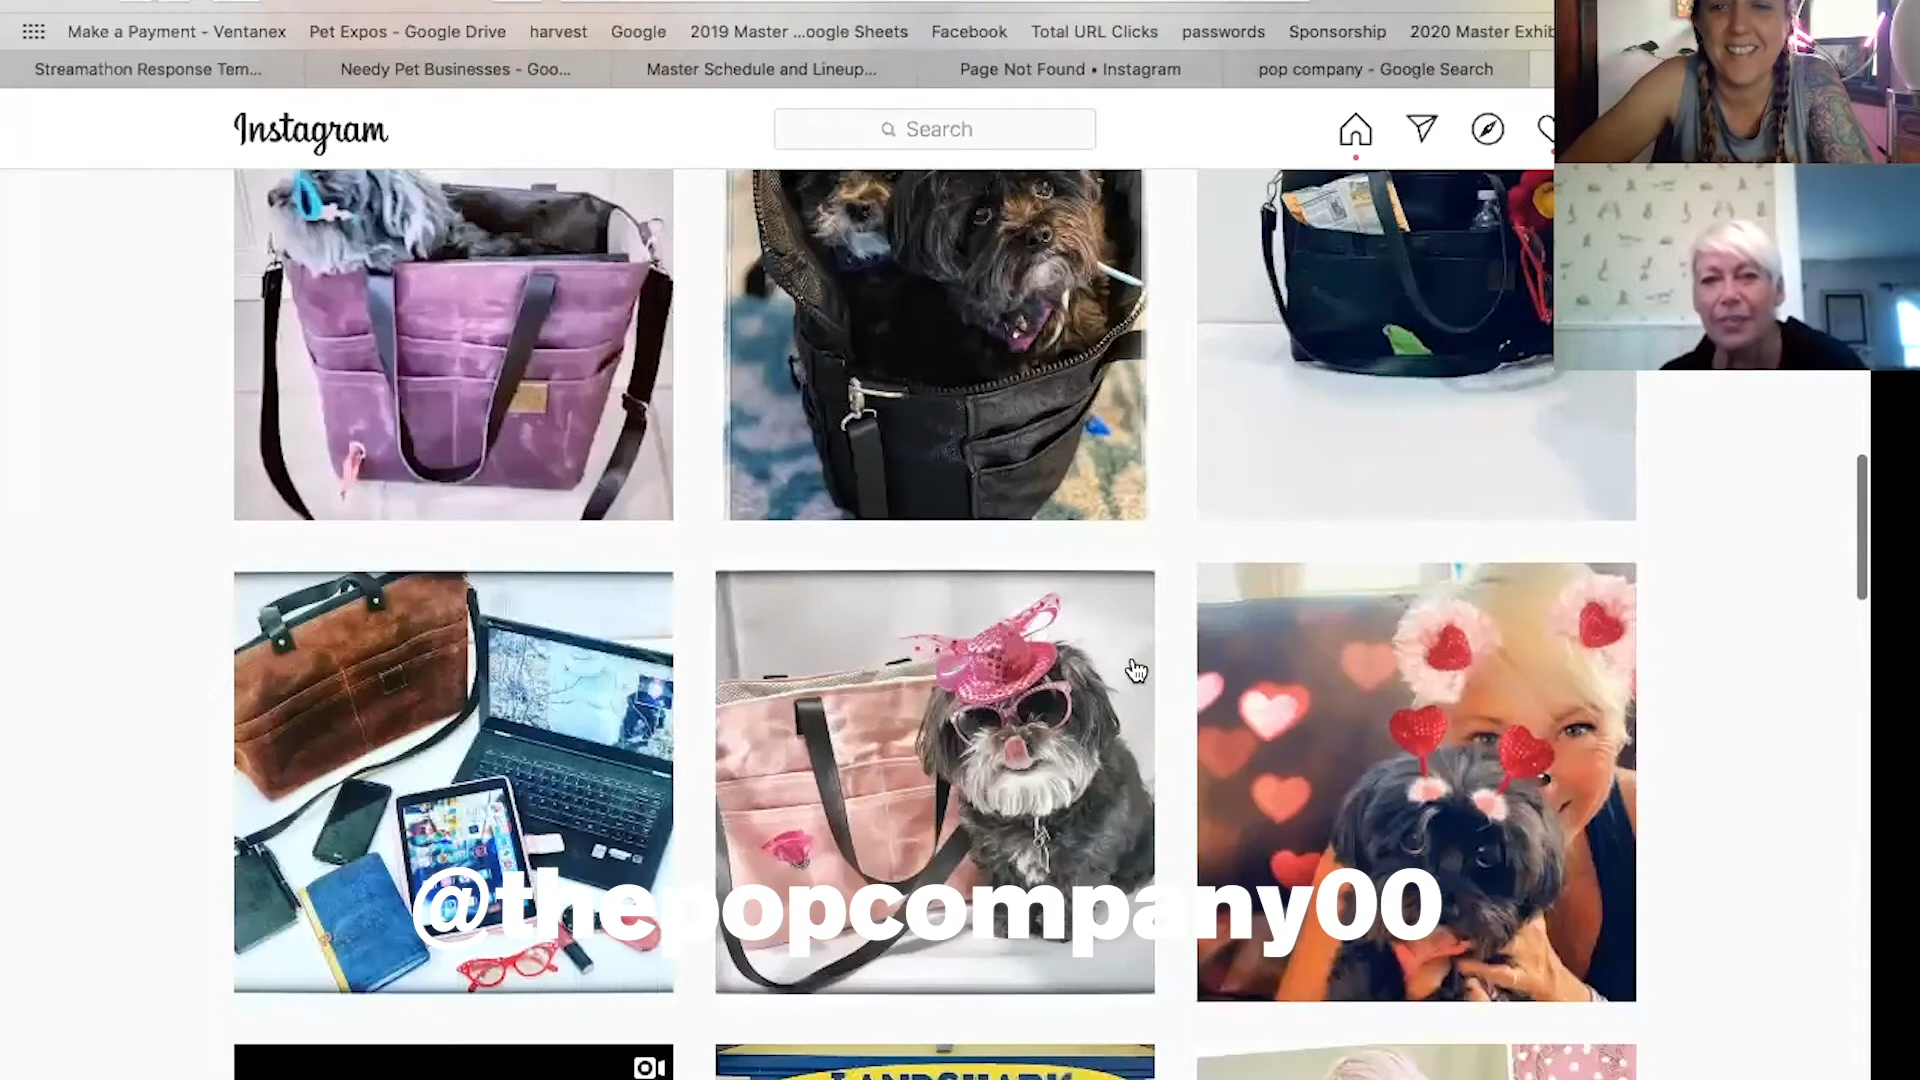 Make a Payment - Ventanex Pet Expos - Google Drive harvest Google 2019 Master ...oogle Sheets Facebook Total URL Clicks passwords Sponsorship 2020 Master Exhib
Streamathon Response Tem... Needy Pet Businesses - Goo... Master Schedule and Lineup... Page Not Found • Instagram pop company - Google Search
Instagram Search
@thepopcompany00
LANDSHARK